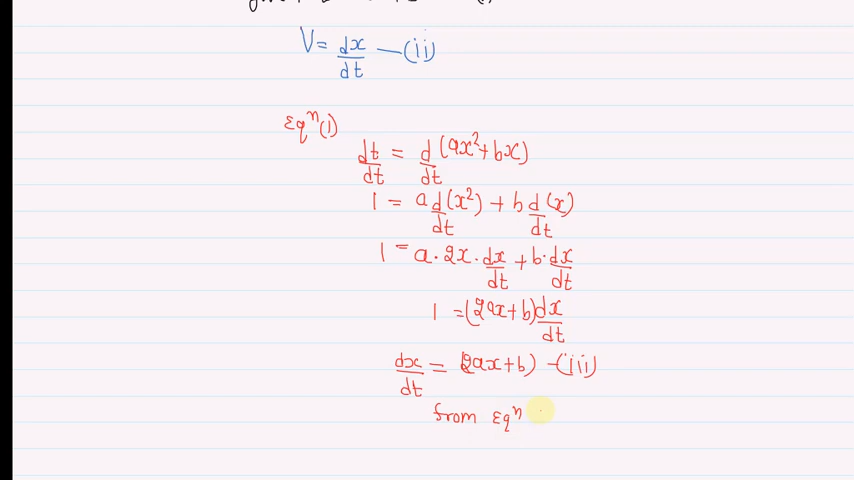 V = dx/dt —(ii)
Eqⁿ(i)
dt/dt = d/dt (ax²+bx)
1 = a d/dt (x²) + b d/dt (x)
1 = a·2x·dx/dt + b·dx/dt
1 = (2ax+b) dx/dt
dx/dt = (2ax+b) —(iii)
from Eqⁿ